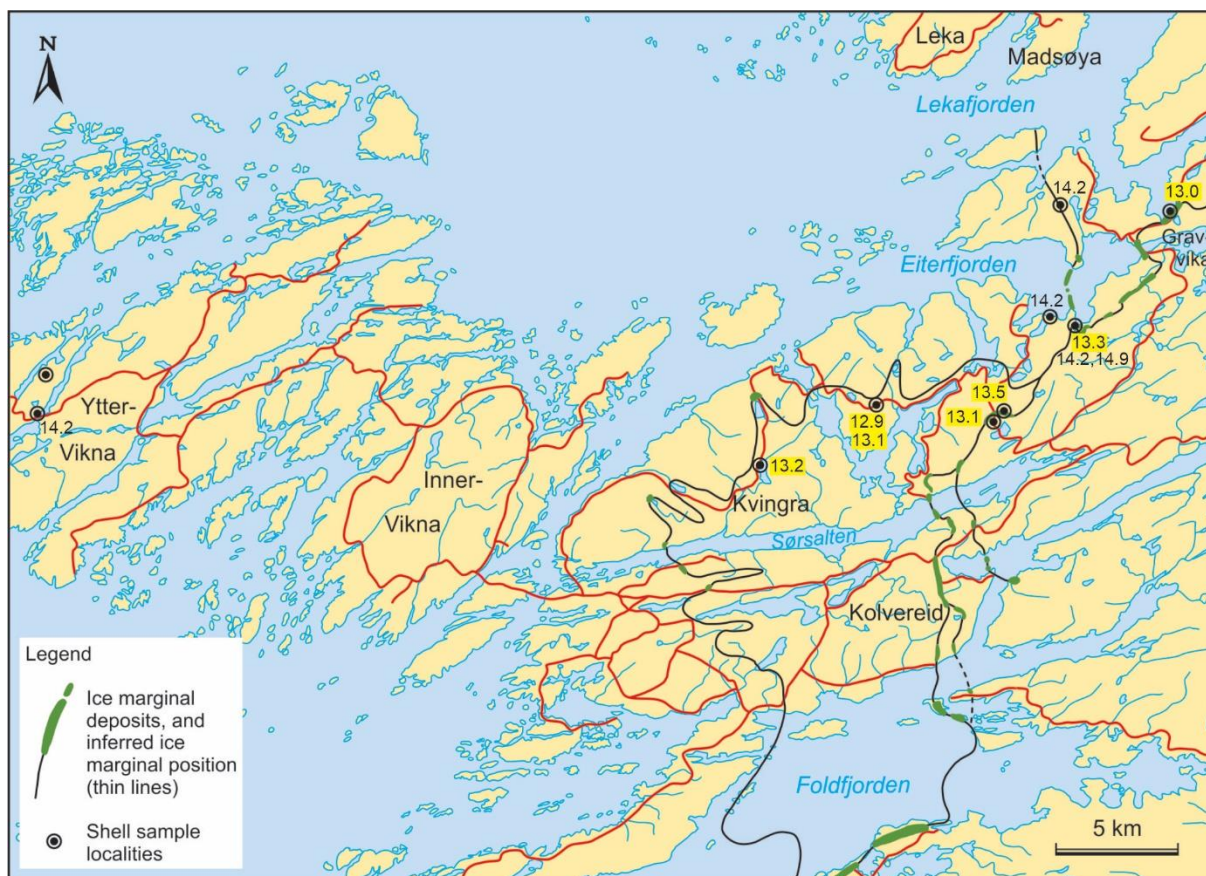 N
Leka
Madsøya
Lekafjorden
14.2
13.0
Grav-
vika
Eiterfjorden
14.2
13.3
14.2, 14.9
13.5
13.1
12.9
13.1
13.2
Kvingra
14.2
Ytter-
Vikna
Inner-
Vikna
Sørsalten
Kolvereid
Foldfjorden
5 km
Legend
Ice marginal
deposits, and
inferred ice
marginal position
(thin lines)
Shell sample
localities